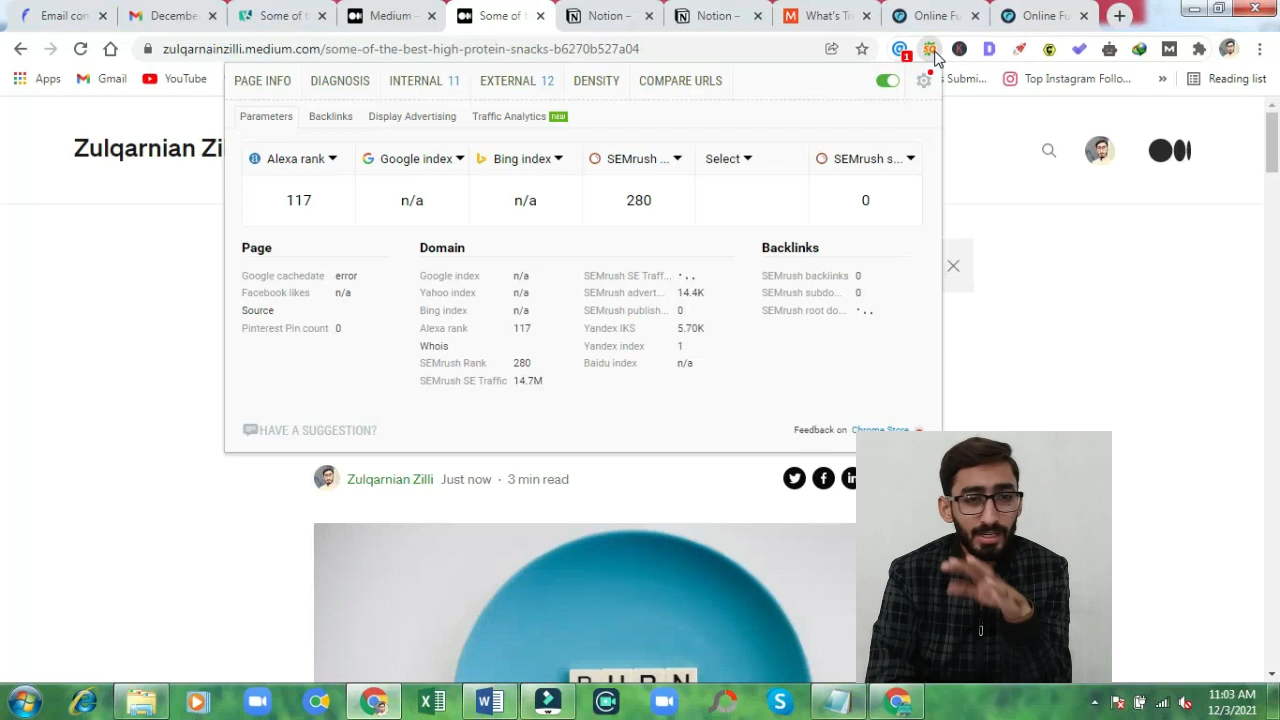 Email con
Decembe
Some of t
Medium –
Some of t
Notion –
Notion –
What's Tr
Online Fu
Online Fu
zulqarnainzilli.medium.com/some-of-the-best-high-protein-snacks-b6270b527a04
1
Apps
Gmail
YouTube
Submi...
Top Instagram Follo...
»
Reading list
PAGE INFO
DIAGNOSIS
INTERNAL 11
EXTERNAL 12
DENSITY
COMPARE URLS
Parameters
Backlinks
Display Advertising
Traffic Analytics NEW
Zulqarnian Zi
Alexa rank
Google index
Bing index
SEMrush ...
Select
SEMrush s...
117
n/a
n/a
280
0
Page
Domain
Backlinks
Google cachedate error
Facebook likes n/a
Source
Pinterest Pin count 0
Google index n/a
Yahoo index n/a
Bing index n/a
Alexa rank 117
Whois
SEMrush Rank 280
SEMrush SE Traffic 14.7M
SEMrush SE Traff...
SEMrush advert... 14.4K
SEMrush publish... 0
Yandex IKS 5.70K
Yandex index 1
Baidu index n/a
SEMrush backlinks 0
SEMrush subdo... 0
SEMrush root do...
HAVE A SUGGESTION?
Feedback on Chrome Store
Zulqarnian Zilli Just now · 3 min read
BURN
11:03 AM
12/3/2021